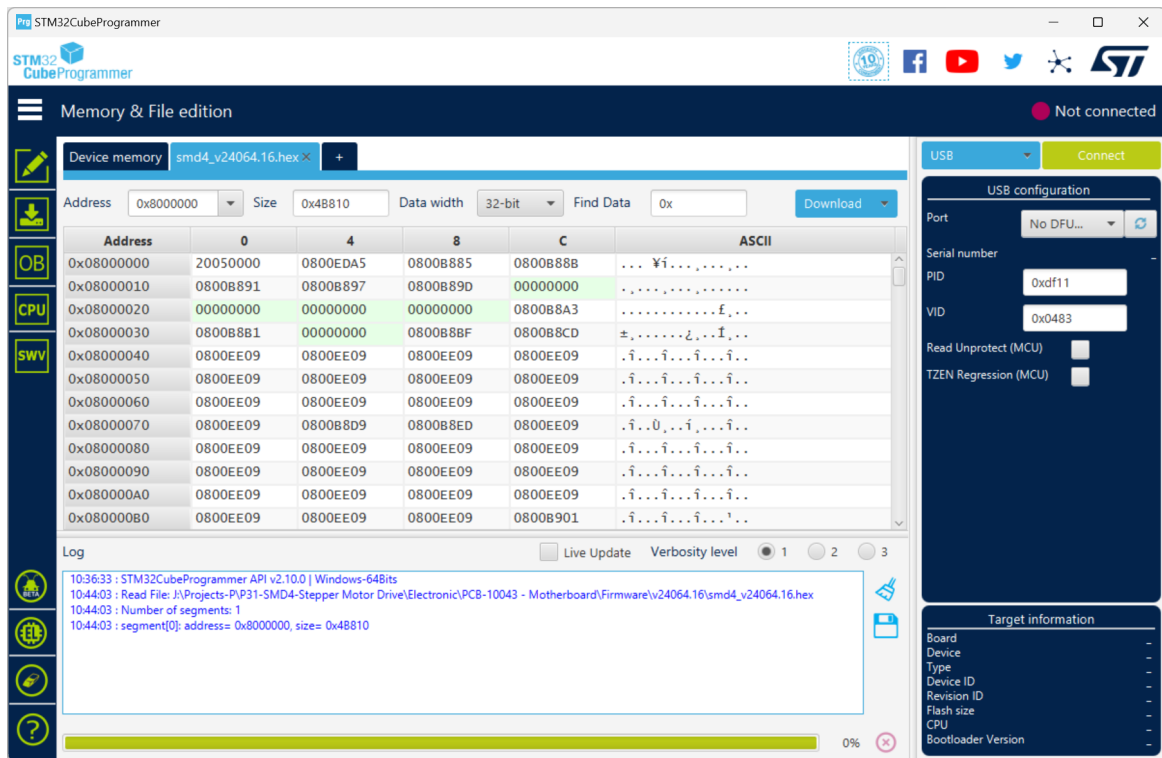 Prg STM32CubeProgrammer
STM32
CubeProgrammer
10
Memory & File edition
Not connected
Device memory smd4_v24064.16.hex × +
Address 0x8000000 Size 0x4B810 Data width 32-bit Find Data 0x Download
Address 0 4 8 C ASCII
0x08000000 20050000 0800EDA5 0800B885 0800B88B ... ¥í...¸...¸..
0x08000010 0800B891 0800B897 0800B89D 00000000 .¸...¸...¸......
0x08000020 00000000 00000000 00000000 0800B8A3 ............£¸..
0x08000030 0800B8B1 00000000 0800B8BF 0800B8CD ±¸......¿¸..Í¸..
0x08000040 0800EE09 0800EE09 0800EE09 0800EE09 .î...î...î...î..
0x08000050 0800EE09 0800EE09 0800EE09 0800EE09 .î...î...î...î..
0x08000060 0800EE09 0800EE09 0800EE09 0800EE09 .î...î...î...î..
0x08000070 0800EE09 0800B8D9 0800B8ED 0800EE09 .î..Ù¸..í¸...î..
0x08000080 0800EE09 0800EE09 0800EE09 0800EE09 .î...î...î...î..
0x08000090 0800EE09 0800EE09 0800EE09 0800EE09 .î...î...î...î..
0x080000A0 0800EE09 0800EE09 0800EE09 0800EE09 .î...î...î...î..
0x080000B0 0800EE09 0800EE09 0800EE09 0800B901 .î...î...î...¹..
Log Live Update Verbosity level 1 2 3
10:36:33 : STM32CubeProgrammer API v2.10.0 | Windows-64Bits
10:44:03 : Read File: J:\Projects-P\P31-SMD4-Stepper Motor Drive\Electronic\PCB-10043 - Motherboard\Firmware\v24064.16\smd4_v24064.16.hex
10:44:03 : Number of segments: 1
10:44:03 : segment[0]: address= 0x8000000, size= 0x4B810
0%
OB
CPU
SWV
BETA
?
USB Connect
USB configuration
Port No DFU...
Serial number _
PID 0xdf11
VID 0x0483
Read Unprotect (MCU)
TZEN Regression (MCU)
Target information
Board _
Device _
Type _
Device ID _
Revision ID _
Flash size _
CPU _
Bootloader Version _